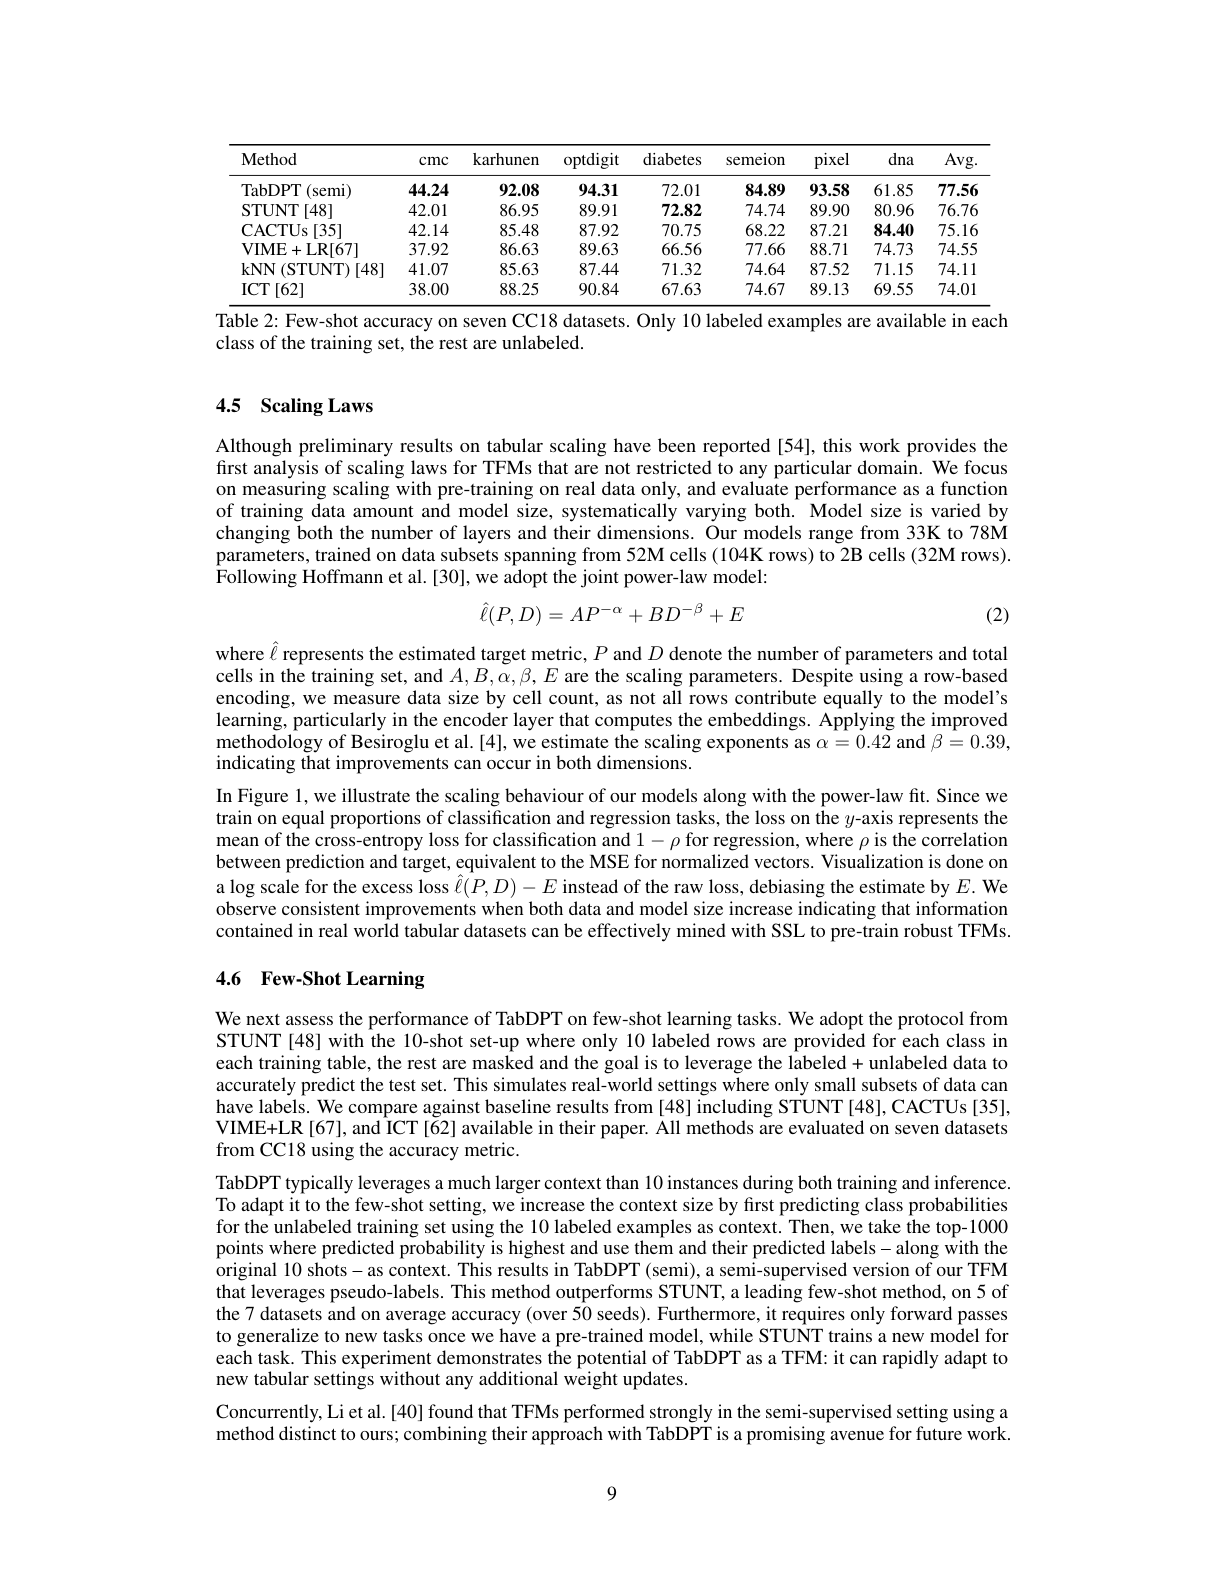 Method cmc karhunen optdigit diabetes semeion pixel dna Avg.
TabDPT (semi) 44.24 92.08 94.31 72.01 84.89 93.58 61.85 77.56
STUNT [48] 42.01 86.95 89.91 72.82 74.74 89.90 80.96 76.76
CACTUs [35] 42.14 85.48 87.92 70.75 68.22 87.21 84.40 75.16
VIME + LR[67] 37.92 86.63 89.63 66.56 77.66 88.71 74.73 74.55
kNN (STUNT) [48] 41.07 85.63 87.44 71.32 74.64 87.52 71.15 74.11
ICT [62] 38.00 88.25 90.84 67.63 74.67 89.13 69.55 74.01
Table 2: Few-shot accuracy on seven CC18 datasets. Only 10 labeled examples are available in each
class of the training set, the rest are unlabeled.
4.5 Scaling Laws
Although preliminary results on tabular scaling have been reported [54], this work provides the
first analysis of scaling laws for TFMs that are not restricted to any particular domain. We focus
on measuring scaling with pre-training on real data only, and evaluate performance as a function
of training data amount and model size, systematically varying both. Model size is varied by
changing both the number of layers and their dimensions. Our models range from 33K to 78M
parameters, trained on data subsets spanning from 52M cells (104K rows) to 2B cells (32M rows).
Following Hoffmann et al. [30], we adopt the joint power-law model:
ℓ̂(P, D) = AP^{−α} + BD^{−β} + E (2)
where ℓ̂ represents the estimated target metric, P and D denote the number of parameters and total
cells in the training set, and A, B, α, β, E are the scaling parameters. Despite using a row-based
encoding, we measure data size by cell count, as not all rows contribute equally to the model's
learning, particularly in the encoder layer that computes the embeddings. Applying the improved
methodology of Besiroglu et al. [4], we estimate the scaling exponents as α = 0.42 and β = 0.39,
indicating that improvements can occur in both dimensions.
In Figure 1, we illustrate the scaling behaviour of our models along with the power-law fit. Since we
train on equal proportions of classification and regression tasks, the loss on the y-axis represents the
mean of the cross-entropy loss for classification and 1 − ρ for regression, where ρ is the correlation
between prediction and target, equivalent to the MSE for normalized vectors. Visualization is done on
a log scale for the excess loss ℓ̂(P, D) − E instead of the raw loss, debiasing the estimate by E. We
observe consistent improvements when both data and model size increase indicating that information
contained in real world tabular datasets can be effectively mined with SSL to pre-train robust TFMs.
4.6 Few-Shot Learning
We next assess the performance of TabDPT on few-shot learning tasks. We adopt the protocol from
STUNT [48] with the 10-shot set-up where only 10 labeled rows are provided for each class in
each training table, the rest are masked and the goal is to leverage the labeled + unlabeled data to
accurately predict the test set. This simulates real-world settings where only small subsets of data can
have labels. We compare against baseline results from [48] including STUNT [48], CACTUs [35],
VIME+LR [67], and ICT [62] available in their paper. All methods are evaluated on seven datasets
from CC18 using the accuracy metric.
TabDPT typically leverages a much larger context than 10 instances during both training and inference.
To adapt it to the few-shot setting, we increase the context size by first predicting class probabilities
for the unlabeled training set using the 10 labeled examples as context. Then, we take the top-1000
points where predicted probability is highest and use them and their predicted labels – along with the
original 10 shots – as context. This results in TabDPT (semi), a semi-supervised version of our TFM
that leverages pseudo-labels. This method outperforms STUNT, a leading few-shot method, on 5 of
the 7 datasets and on average accuracy (over 50 seeds). Furthermore, it requires only forward passes
to generalize to new tasks once we have a pre-trained model, while STUNT trains a new model for
each task. This experiment demonstrates the potential of TabDPT as a TFM: it can rapidly adapt to
new tabular settings without any additional weight updates.
Concurrently, Li et al. [40] found that TFMs performed strongly in the semi-supervised setting using a
method distinct to ours; combining their approach with TabDPT is a promising avenue for future work.
9